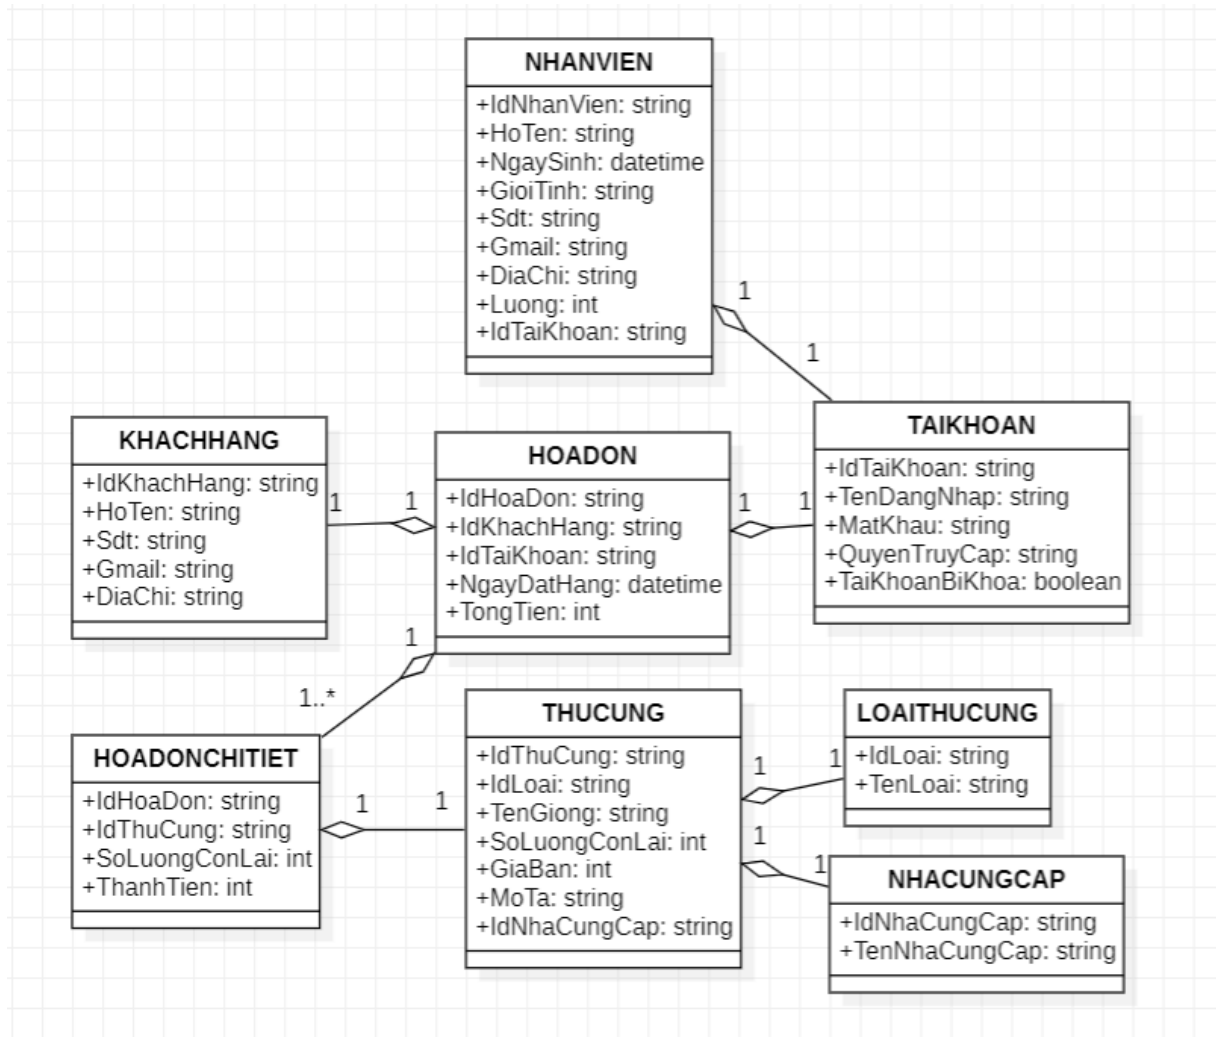 NHANVIEN
+IdNhanVien: string
+HoTen: string
+NgaySinh: datetime
+GioiTinh: string
+Sdt: string
+Gmail: string
+DiaChi: string
+Luong: int
+IdTaiKhoan: string
1
1
KHACHHANG
+IdKhachHang: string
+HoTen: string
+Sdt: string
+Gmail: string
+DiaChi: string
1
1
HOADON
+IdHoaDon: string
+IdKhachHang: string
+IdTaiKhoan: string
+NgayDatHang: datetime
+TongTien: int
1
1
TAIKHOAN
+IdTaiKhoan: string
+TenDangNhap: string
+MatKhau: string
+QuyenTruyCap: string
+TaiKhoanBiKhoa: boolean
1
1..*
HOADONCHITIET
+IdHoaDon: string
+IdThuCung: string
+SoLuongConLai: int
+ThanhTien: int
1
1
THUCUNG
+IdThuCung: string
+IdLoai: string
+TenGiong: string
+SoLuongConLai: int
+GiaBan: int
+MoTa: string
+IdNhaCungCap: string
1
1
LOAITHUCUNG
+IdLoai: string
+TenLoai: string
1
1
NHACUNGCAP
+IdNhaCungCap: string
+TenNhaCungCap: string